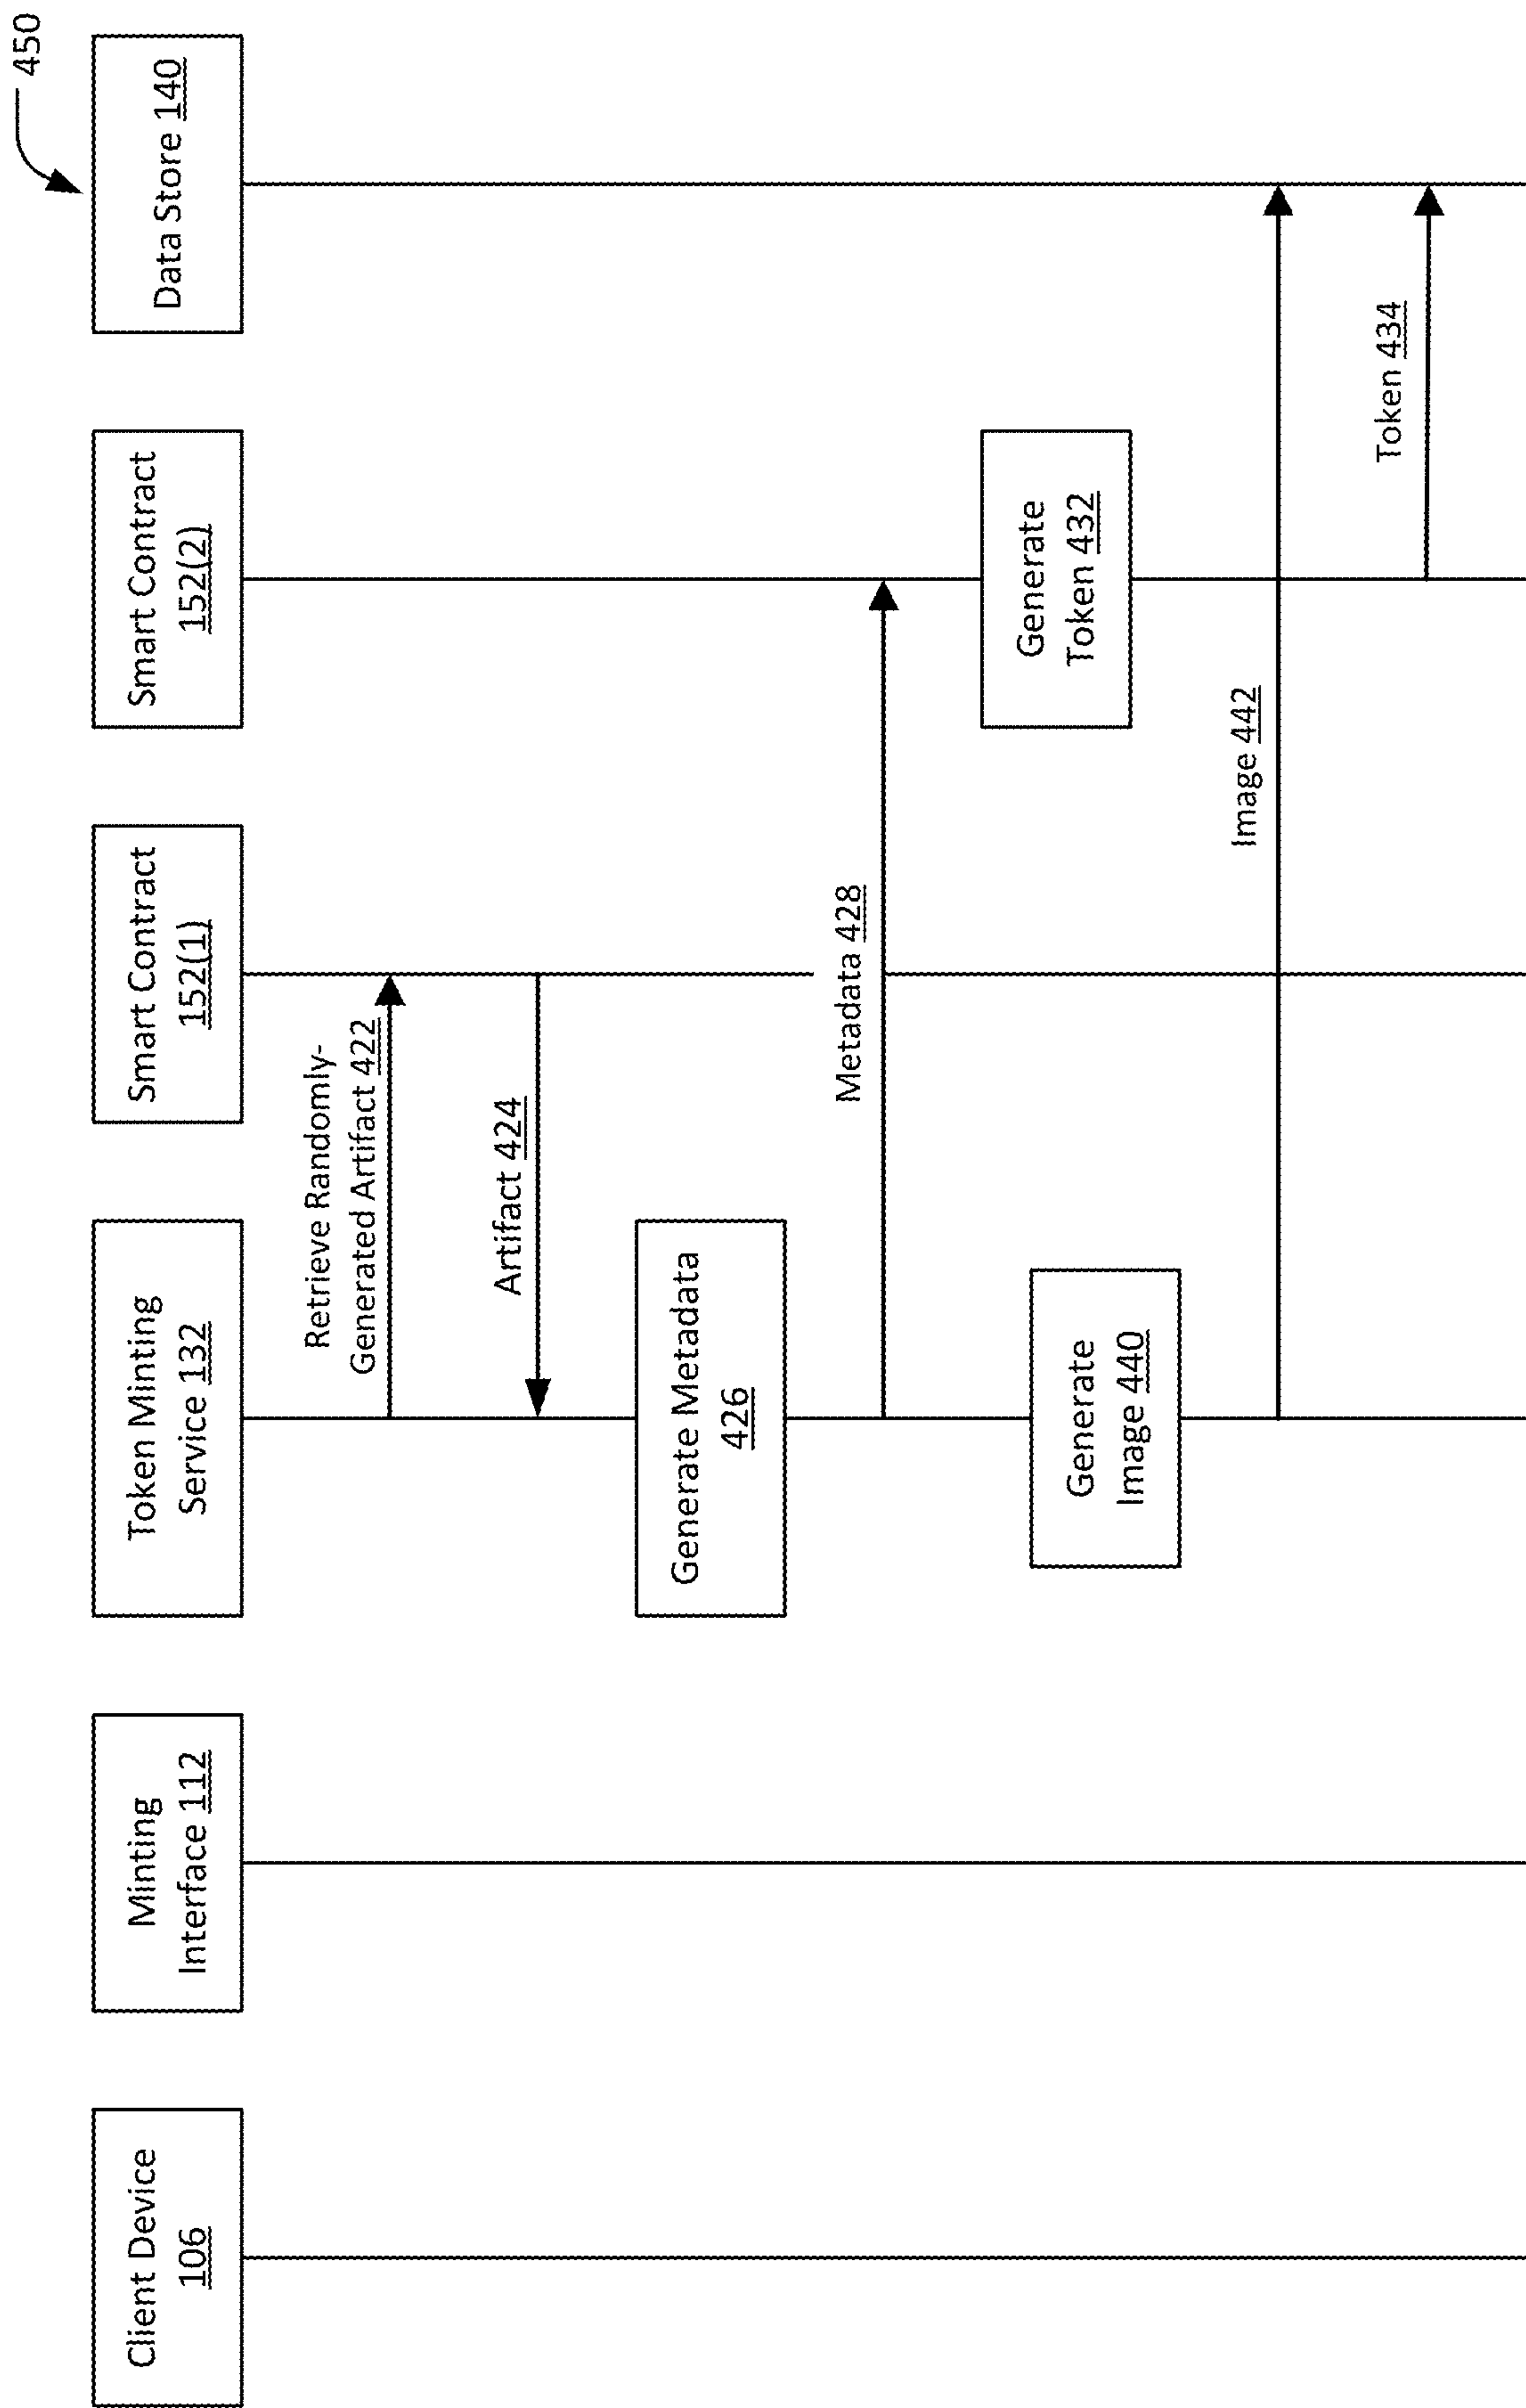 450
Client Device
106
Minting
Interface 112
Token Minting
Service 132
Smart Contract
152(1)
Smart Contract
152(2)
Data Store 140
Retrieve Randomly-
Generated Artifact 422
Artifact 424
Generate Metadata
426
Metadata 428
Generate
Token 432
Generate
Image 440
Image 442
Token 434